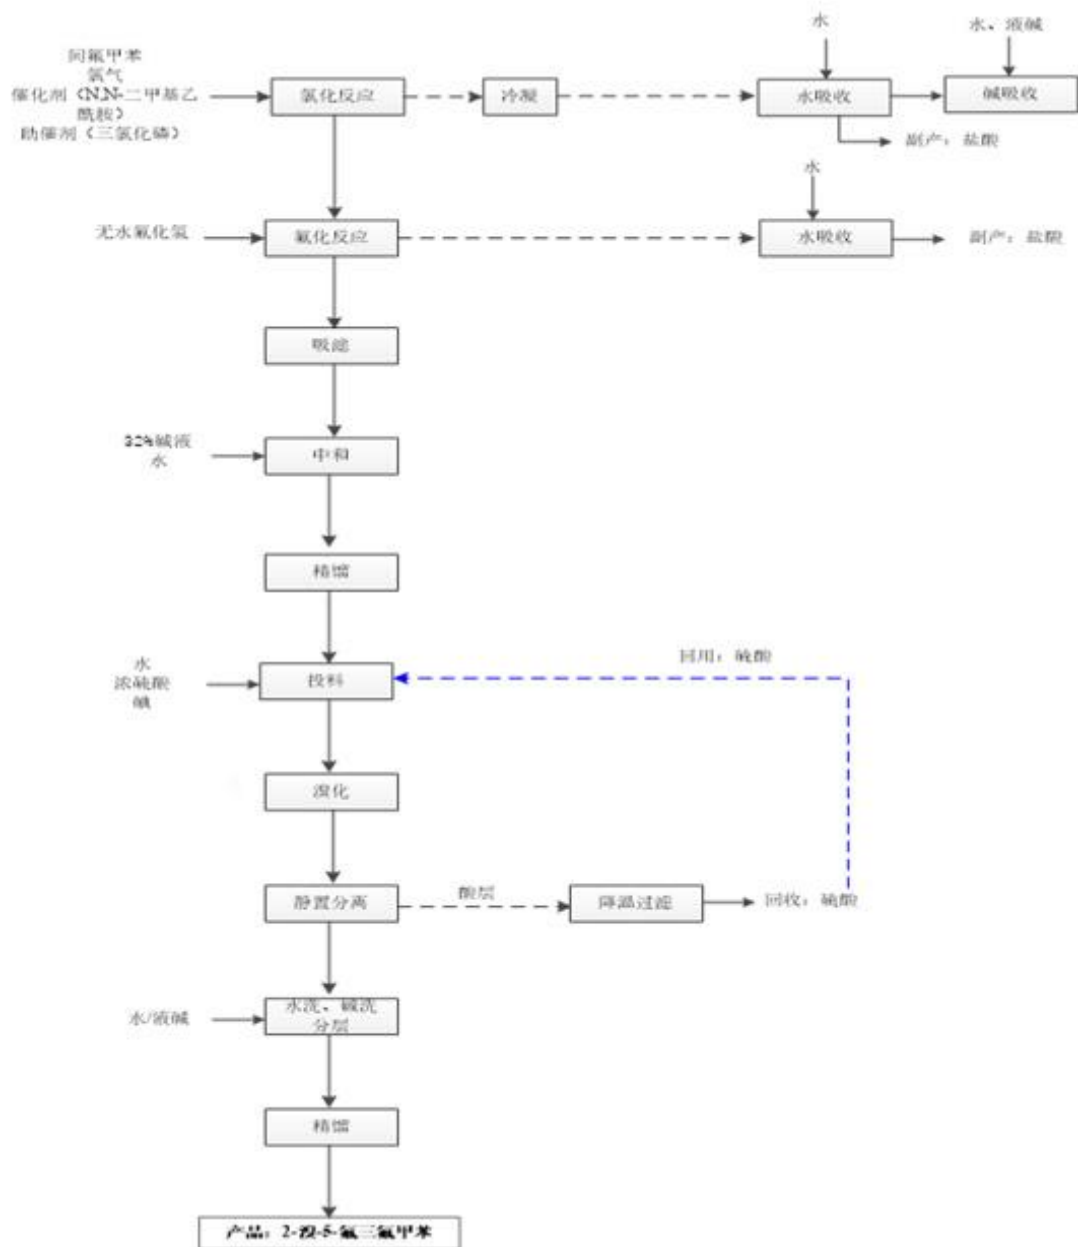 水
水、液碱
间氟甲苯
氯气
催化剂（N,N-二甲基乙
酰胺）
助催剂（三氯化磷）
氯化反应
冷凝
水吸收
碱吸收
副产：盐酸
水
无水氟化氢
氟化反应
水吸收
副产：盐酸
吸滤
32%碱液
水
中和
精馏
回用：硫酸
水
浓硫酸
投料
溴化
静置分离
酸层
降温过滤
回收：硫酸
水/液碱
水洗、碱洗
分层
精馏
产品：2-溴-5-氟三氟甲苯